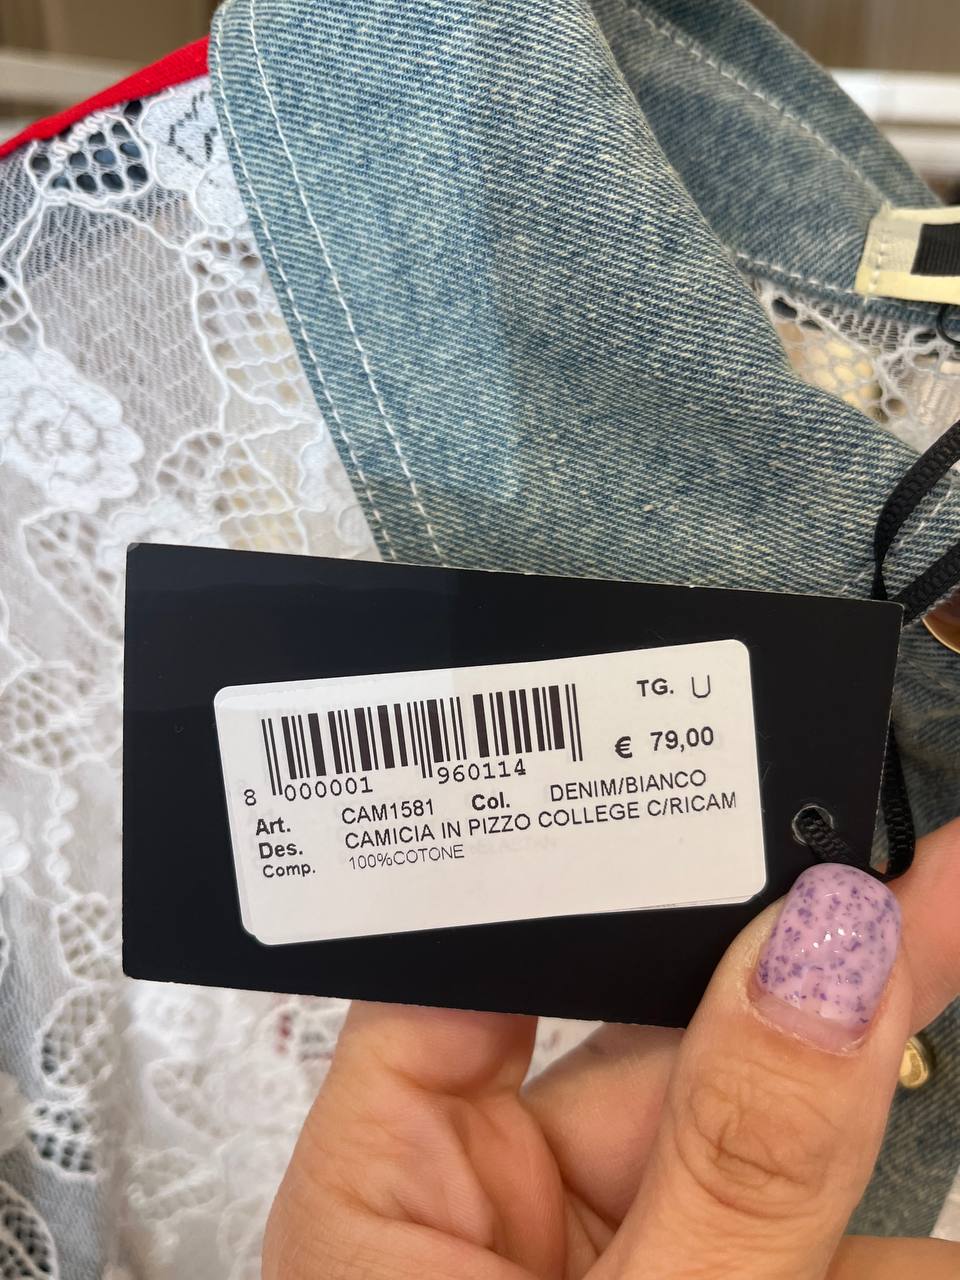 TG. U
€ 79,00
8 000001 960114
Art. CAM1581 Col. DENIM/BIANCO
Des. CAMICIA IN PIZZO COLLEGE C/RICAM
Comp. 100%COTONE